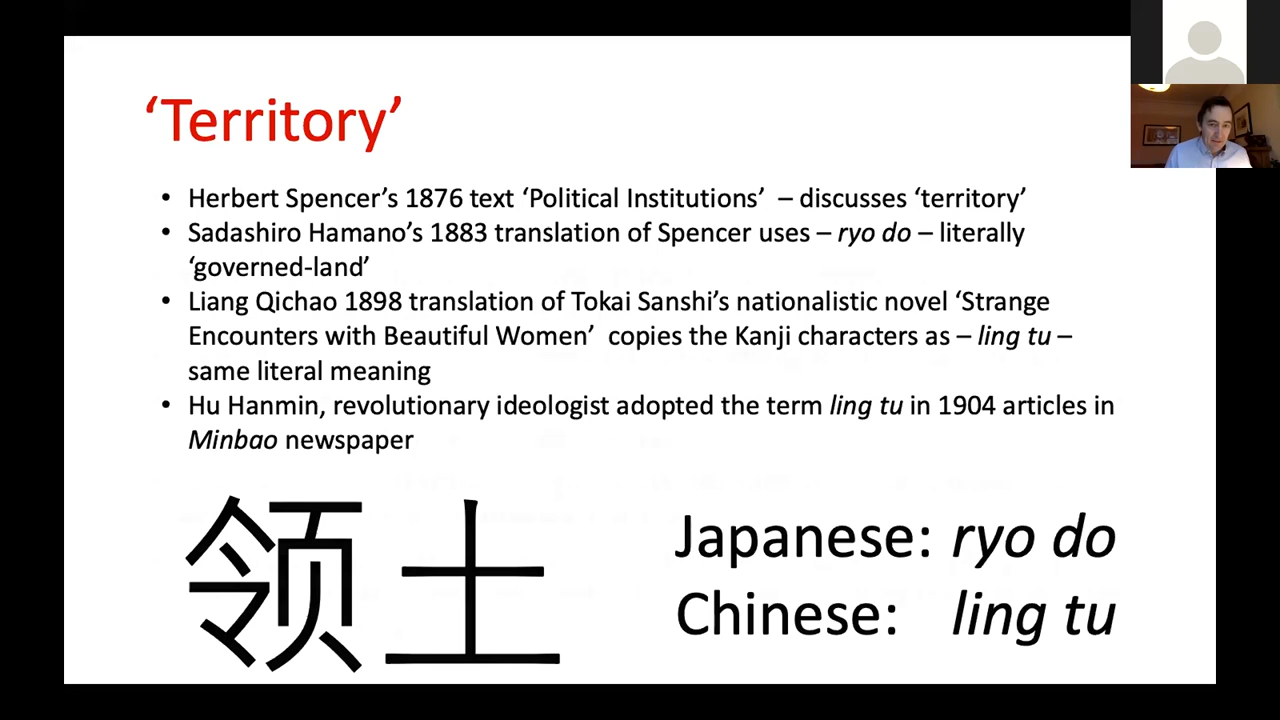 ‘Territory’
• Herbert Spencer’s 1876 text ‘Political Institutions’ – discusses ‘territory’
• Sadashiro Hamano’s 1883 translation of Spencer uses – ryo do – literally
‘governed-land’
• Liang Qichao 1898 translation of Tokai Sanshi’s nationalistic novel ‘Strange
Encounters with Beautiful Women’ copies the Kanji characters as – ling tu –
same literal meaning
• Hu Hanmin, revolutionary ideologist adopted the term ling tu in 1904 articles in
Minbao newspaper
领土
Japanese: ryo do
Chinese: ling tu